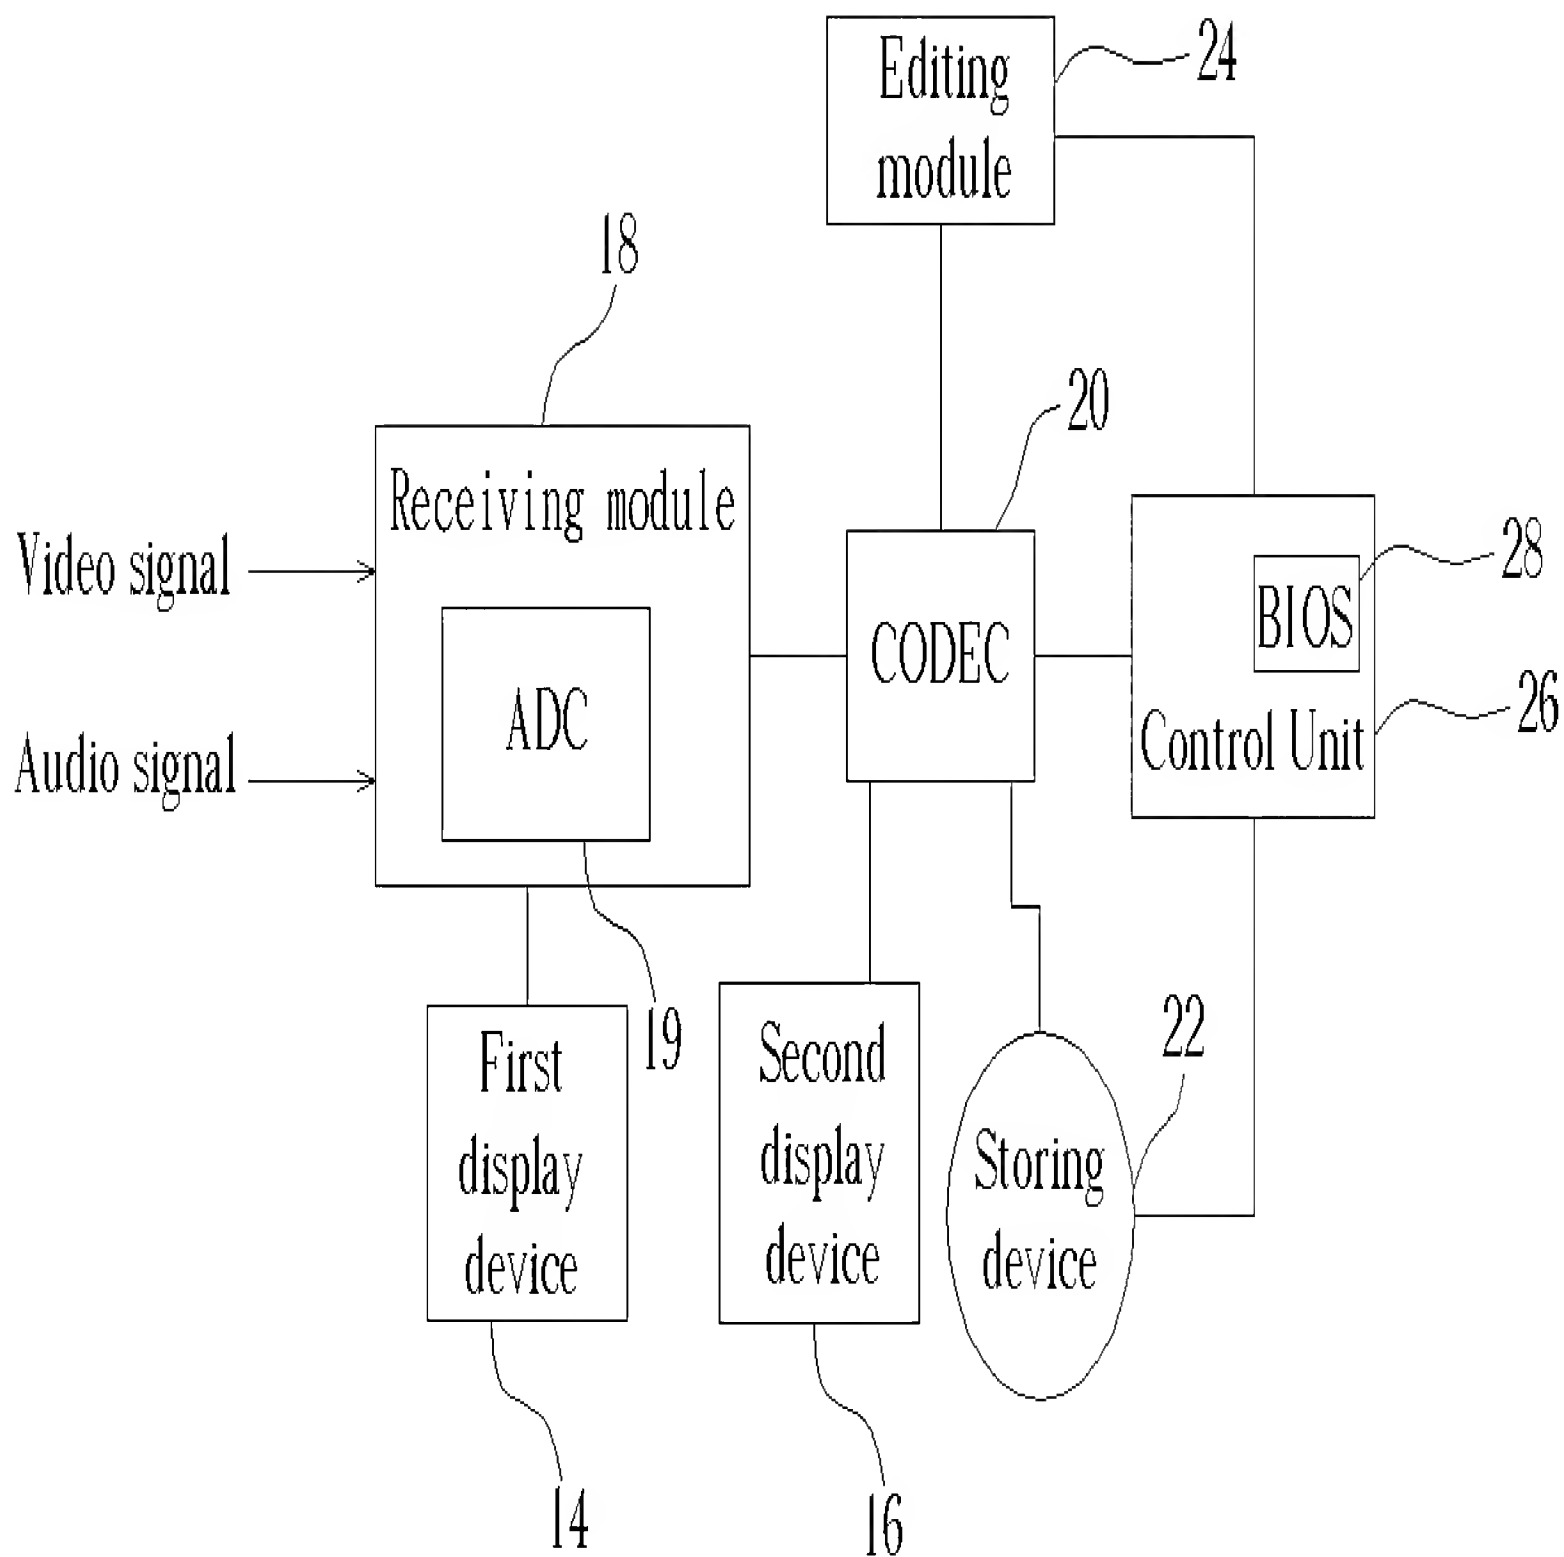 Editing
module
24
18
20
Receiving module
Video signal
Audio signal
ADC
CODEC
BIOS
28
Control Unit
26
19
22
First
display
device
Second
display
device
Storing
device
14
16